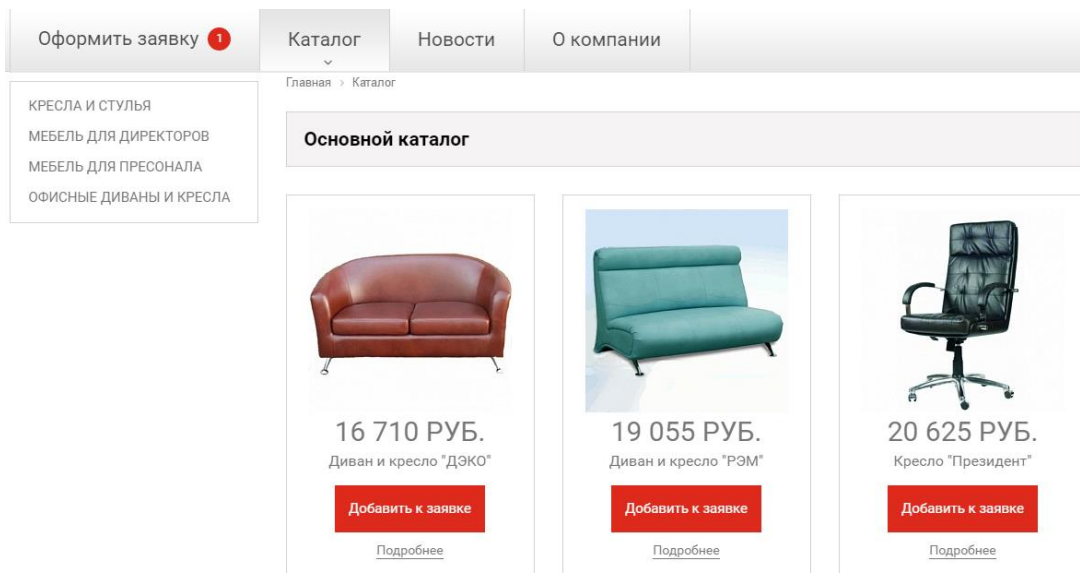 Оформить заявку 1
Каталог
Новости
О компании
Главная > Каталог
КРЕСЛА И СТУЛЬЯ
МЕБЕЛЬ ДЛЯ ДИРЕКТОРОВ
МЕБЕЛЬ ДЛЯ ПРЕСОНАЛА
ОФИСНЫЕ ДИВАНЫ И КРЕСЛА
Основной каталог
16 710 РУБ.
Диван и кресло "ДЭКО"
Добавить к заявке
Подробнее
19 055 РУБ.
Диван и кресло "РЭМ"
Добавить к заявке
Подробнее
20 625 РУБ.
Кресло "Президент"
Добавить к заявке
Подробнее